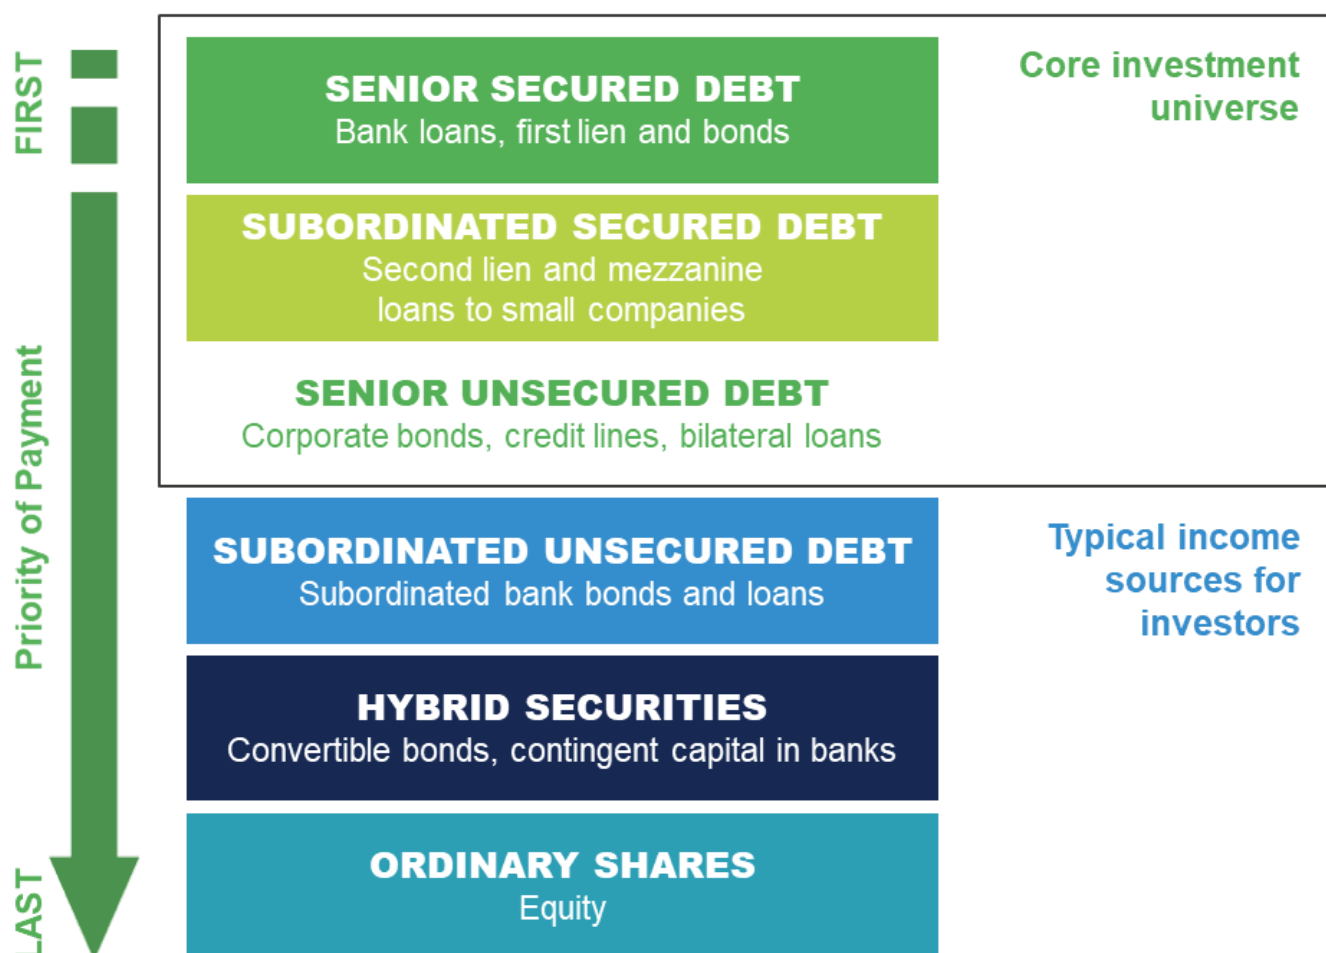 FIRST
Priority of Payment
LAST
SENIOR SECURED DEBT
Bank loans, first lien and bonds
SUBORDINATED SECURED DEBT
Second lien and mezzanine
loans to small companies
SENIOR UNSECURED DEBT
Corporate bonds, credit lines, bilateral loans
Core investment
universe
SUBORDINATED UNSECURED DEBT
Subordinated bank bonds and loans
HYBRID SECURITIES
Convertible bonds, contingent capital in banks
ORDINARY SHARES
Equity
Typical income
sources for
investors